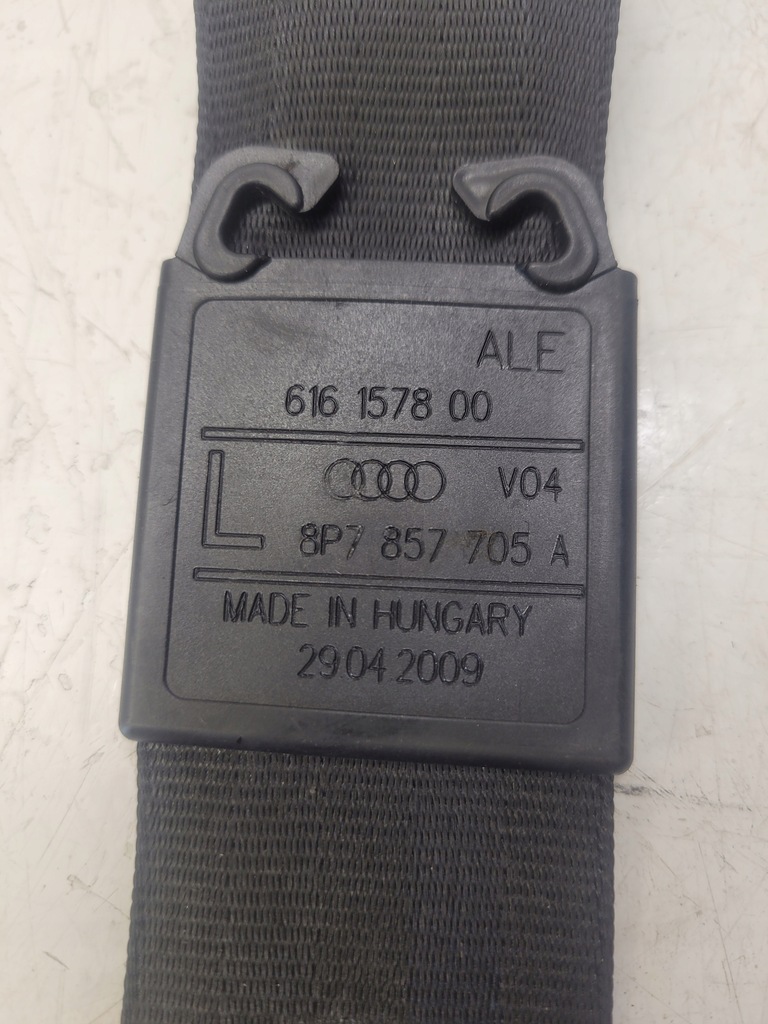 ALE
616 1578 00
V04
L 8P7 857 705 A
MADE IN HUNGARY
29 04 2009